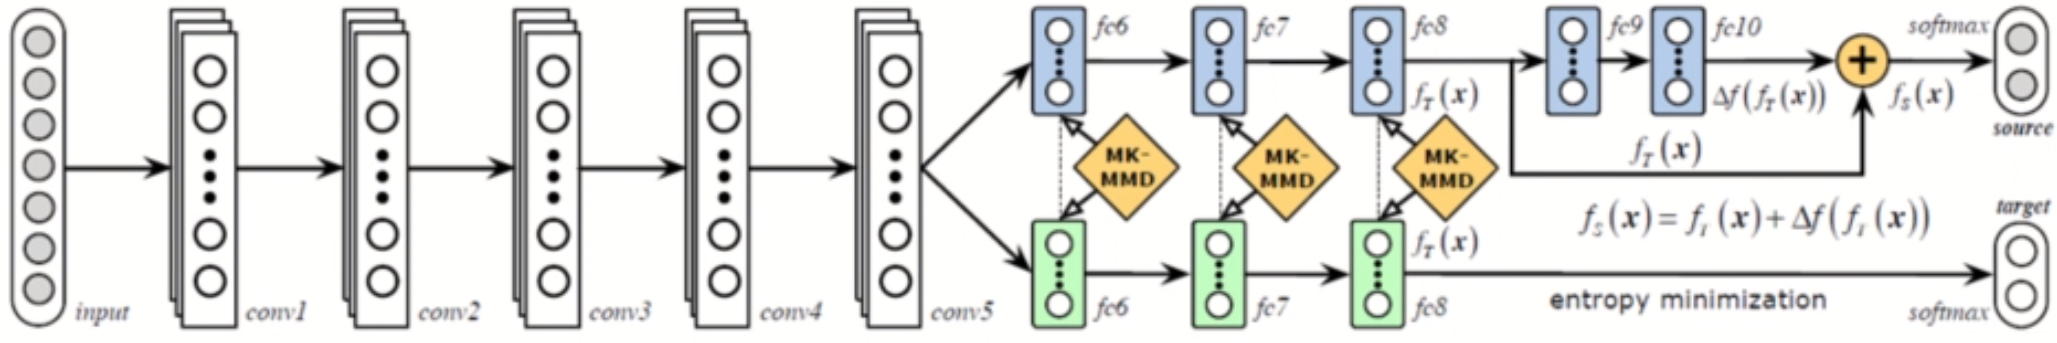 input
conv1
conv2
conv3
conv4
conv5
fc6
fc7
fc8
f_T(x)
MK-
MMD
MK-
MMD
MK-
MMD
fc9
fc10
Δf(f_T(x))
+
f_S(x)
softmax
source
f_T(x)
f_S(x) = f_T(x) + Δf(f_T(x))
fc6
fc7
f_T(x)
fc8
entropy minimization
target
softmax